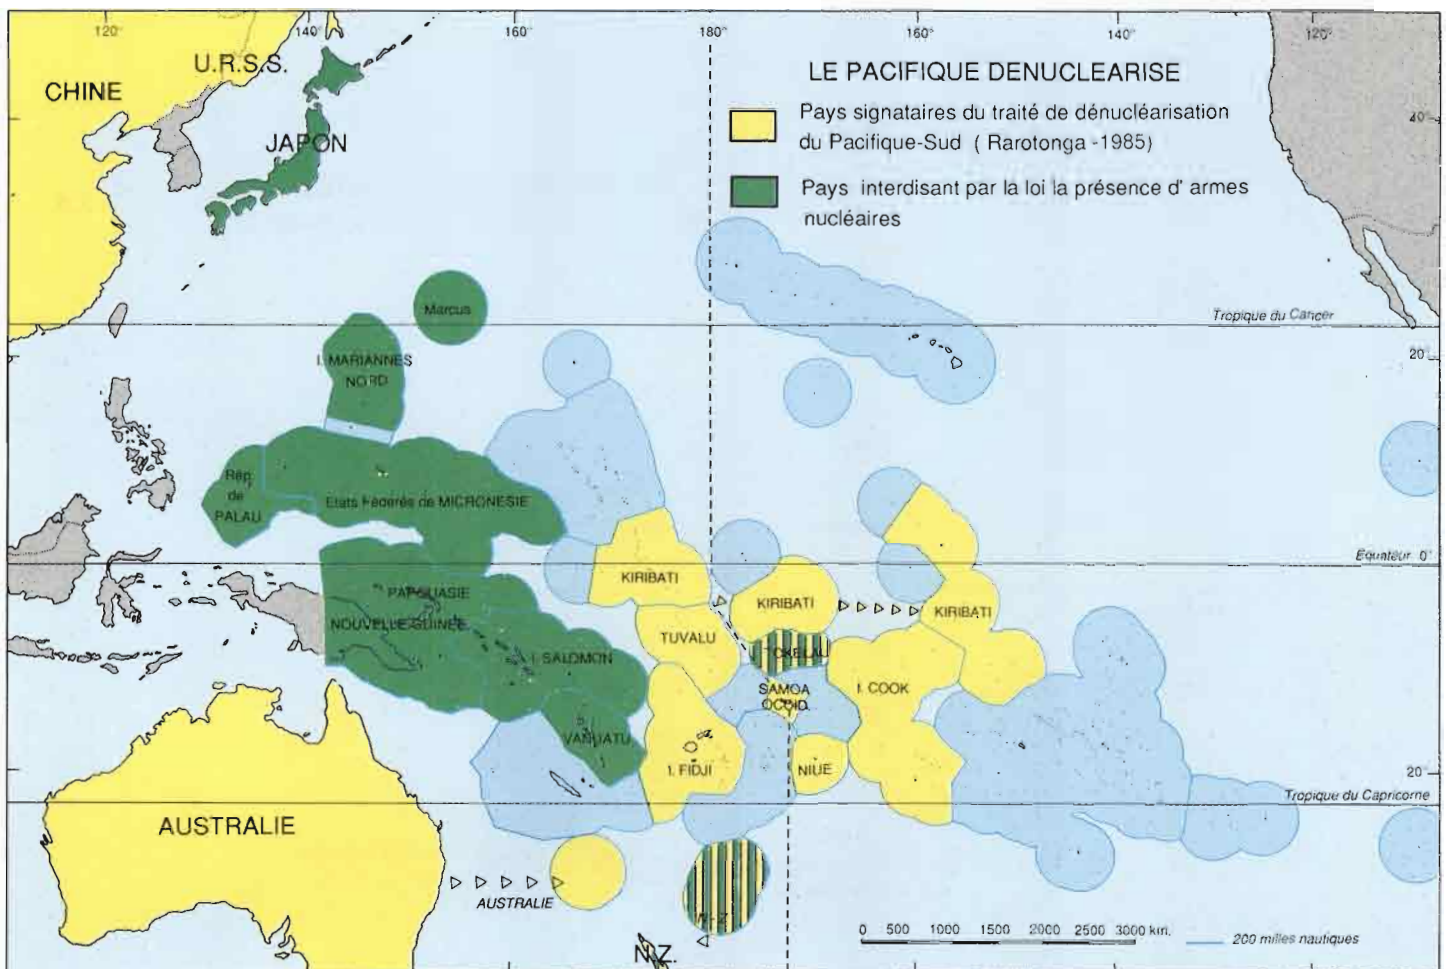 120°
140°
160°
180°
160°
140°
120°
LE PACIFIQUE DENUCLEARISE
Pays signataires du traité de dénucléarisation
du Pacifique-Sud ( Rarotonga -1985)
Pays interdisant par la loi la présence d' armes
nucléaires
U.R.S.S.
CHINE
JAPON
40°
Marcus
Tropique du Cancer
I. MARIANNES
NORD
20°
Rép
de
PALAU
Etats Fédérés de MICRONESIE
Equateur 0°
KIRIBATI
KIRIBATI
KIRIBATI
PAPOUASIE
NOUVELLE-GUINEE
TUVALU
TOKELAU
I. SALOMON
SAMOA
OCCID.
I. COOK
VANUATU
I. FIDJI
NIUE
20°
Tropique du Capricorne
AUSTRALIE
AUSTRALIE
N-Z
N.Z.
0 500 1000 1500 2000 2500 3000 km.
200 milles nautiques